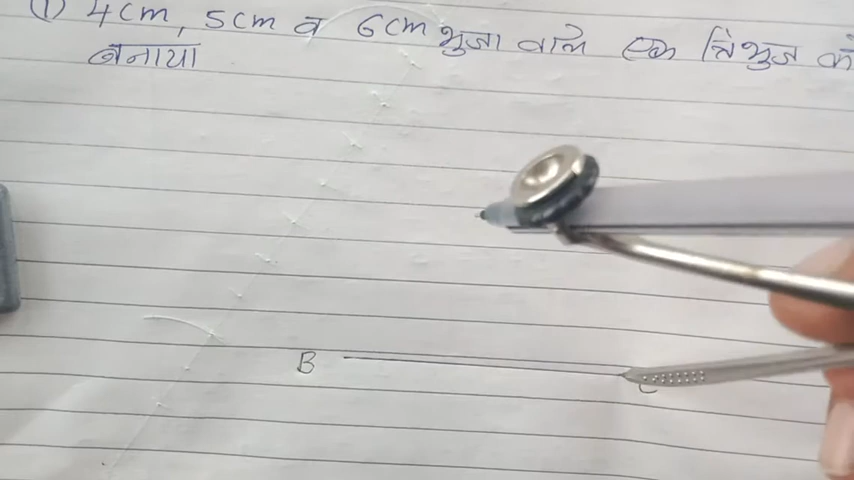 (1) 4cm, 5cm व 6cm भुजा वाले एक त्रिभुज की
बनाया
B
C